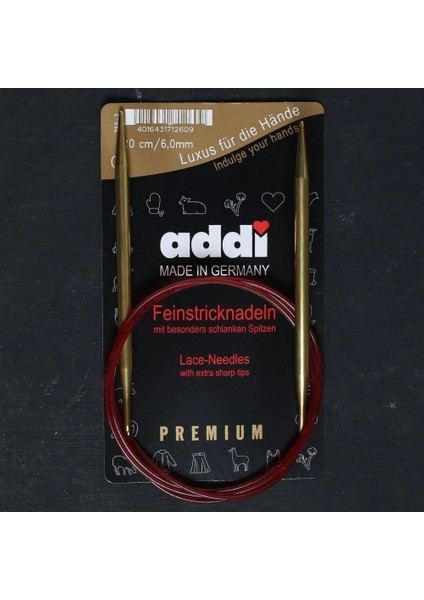 4016431712609
0 cm/6,0mm
Luxus für die Hände
Indulge your hands
addi
MADE IN GERMANY
Feinstricknadeln
mit besonders schlanken Spitzen
Lace-Needles
with extra sharp tips
PREMIUM